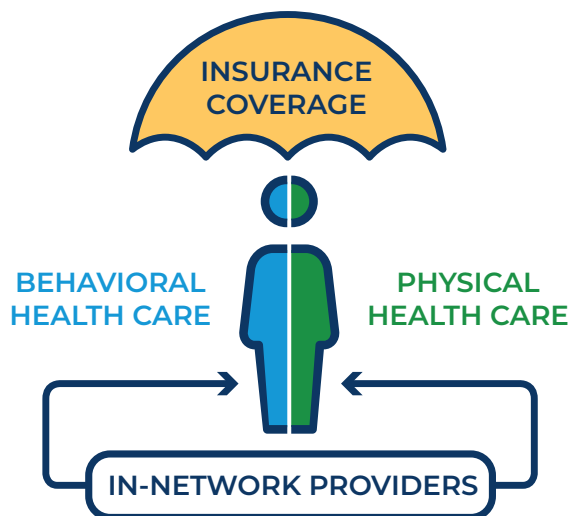 INSURANCE
COVERAGE
BEHAVIORAL
HEALTH CARE
PHYSICAL
HEALTH CARE
IN-NETWORK PROVIDERS